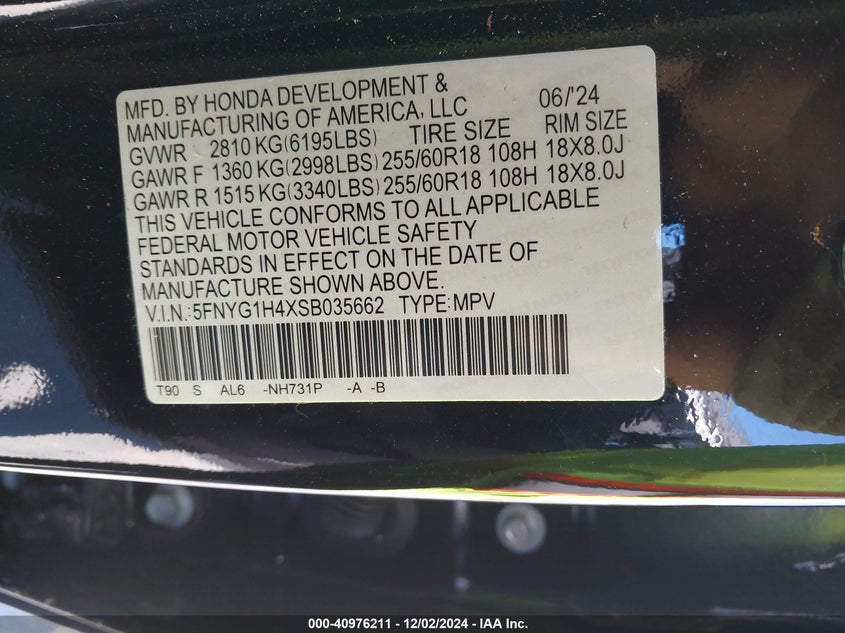 MFD. BY HONDA DEVELOPMENT &
MANUFACTURING OF AMERICA, LLC 06/'24
GVWR 2810 KG(6195LBS) TIRE SIZE RIM SIZE
GAWR F 1360 KG(2998LBS) 255/60R18 108H 18X8.0J
GAWR R 1515 KG(3340LBS) 255/60R18 108H 18X8.0J
THIS VEHICLE CONFORMS TO ALL APPLICABLE
FEDERAL MOTOR VEHICLE SAFETY
STANDARDS IN EFFECT ON THE DATE OF
MANUFACTURE SHOWN ABOVE.
V.I.N.:5FNYG1H4XSB035662 TYPE:MPV
T90 S AL6 -NH731P -A -B
000-40976211 - 12/02/2024 - IAA Inc.